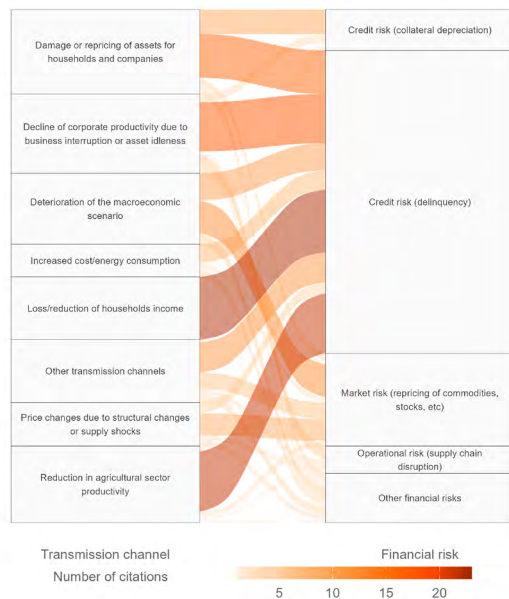 Damage or repricing of assets for
households and companies
Decline of corporate productivity due to
business interruption or asset idleness
Deterioration of the macroeconomic
scenario
Increased cost/energy consumption
Loss/reduction of households income
Other transmission channels
Price changes due to structural changes
or supply shocks
Reduction in agricultural sector
productivity
Credit risk (collateral depreciation)
Credit risk (delinquency)
Market risk (repricing of commodities,
stocks, etc)
Operational risk (supply chain
disruption)
Other financial risks
Transmission channel
Financial risk
Number of citations
5 10 15 20